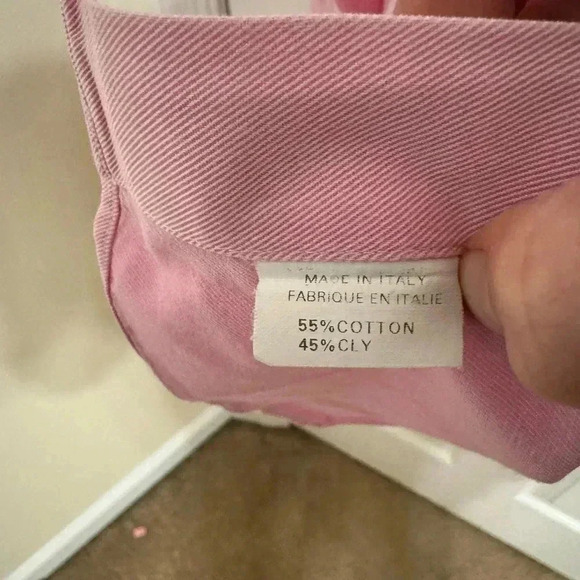 MADE IN ITALY
FABRIQUE EN ITALIE
55%COTTON
45%CLY